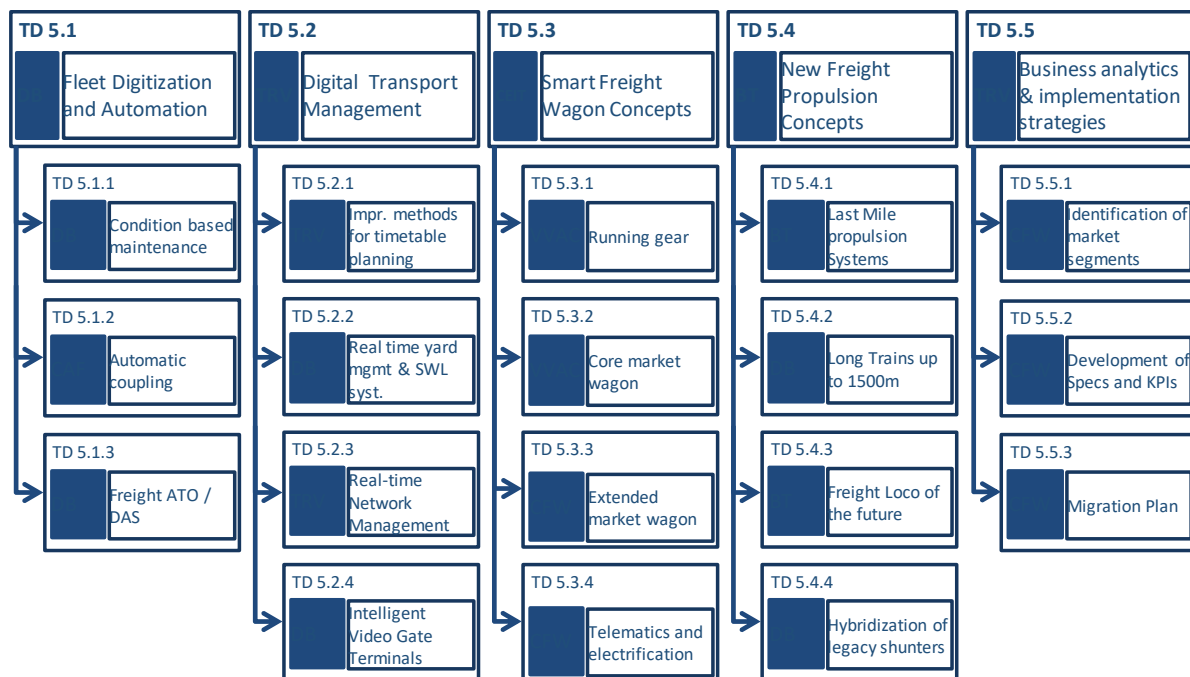 TD 5.1
Fleet Digitization
and Automation
TD 5.1.1
Condition based
maintenance
TD 5.1.2
Automatic
coupling
TD 5.1.3
Freight ATO /
DAS
TD 5.2
Digital Transport
Management
TD 5.2.1
Impr. methods
for timetable
planning
TD 5.2.2
Real time yard
mgmt & SWL
syst.
TD 5.2.3
Real-time
Network
Management
TD 5.2.4
Intelligent
Video Gate
Terminals
TD 5.3
Smart Freight
Wagon Concepts
TD 5.3.1
Running gear
TD 5.3.2
Core market
wagon
TD 5.3.3
Extended
market wagon
TD 5.3.4
Telematics and
electrification
TD 5.4
New Freight
Propulsion
Concepts
TD 5.4.1
Last Mile
propulsion
Systems
TD 5.4.2
Long Trains up
to 1500m
TD 5.4.3
Freight Loco of
the future
TD 5.4.4
Hybridization of
legacy shunters
TD 5.5
Business analytics
& implementation
strategies
TD 5.5.1
Identification of
market
segments
TD 5.5.2
Development of
Specs and KPIs
TD 5.5.3
Migration Plan